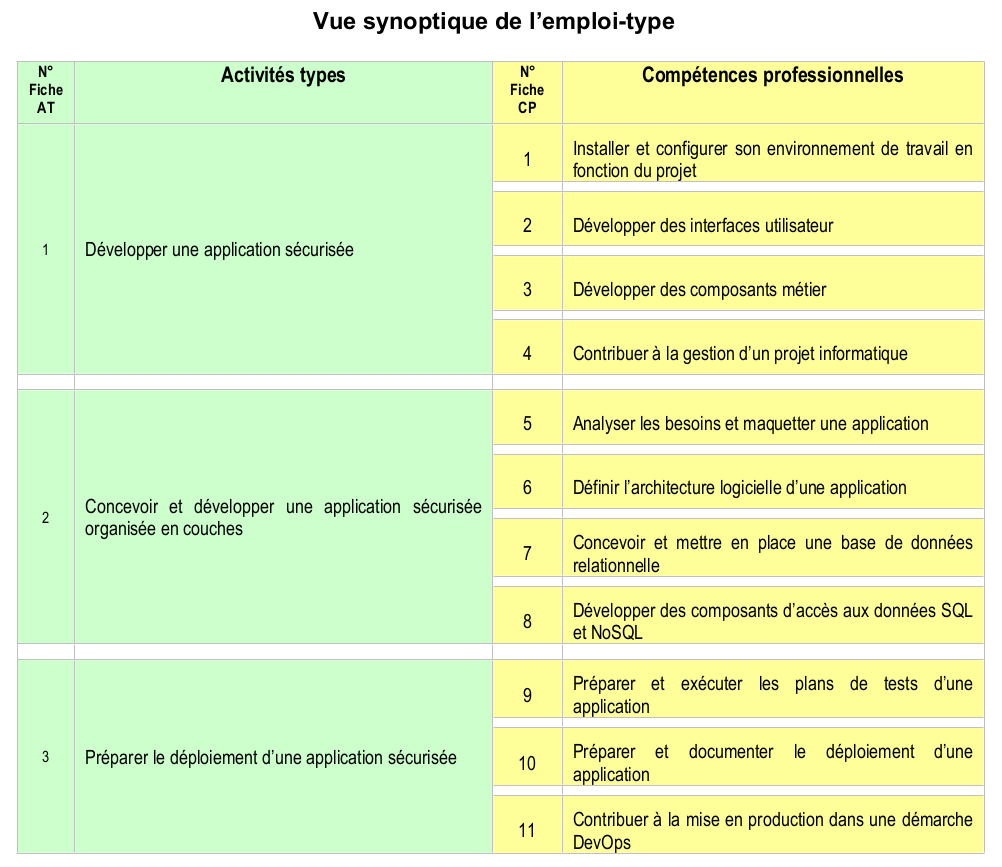 Vue synoptique de l’emploi-type
N°
Fiche
AT
Activités types
N°
Fiche
CP
Compétences professionnelles
1
Développer une application sécurisée
1
Installer et configurer son environnement de travail en
fonction du projet
2
Développer des interfaces utilisateur
3
Développer des composants métier
4
Contribuer à la gestion d’un projet informatique
2
Concevoir et développer une application sécurisée
organisée en couches
5
Analyser les besoins et maquetter une application
6
Définir l’architecture logicielle d’une application
7
Concevoir et mettre en place une base de données
relationnelle
8
Développer des composants d’accès aux données SQL
et NoSQL
3
Préparer le déploiement d’une application sécurisée
9
Préparer et exécuter les plans de tests d’une
application
10
Préparer et documenter le déploiement d’une
application
11
Contribuer à la mise en production dans une démarche
DevOps